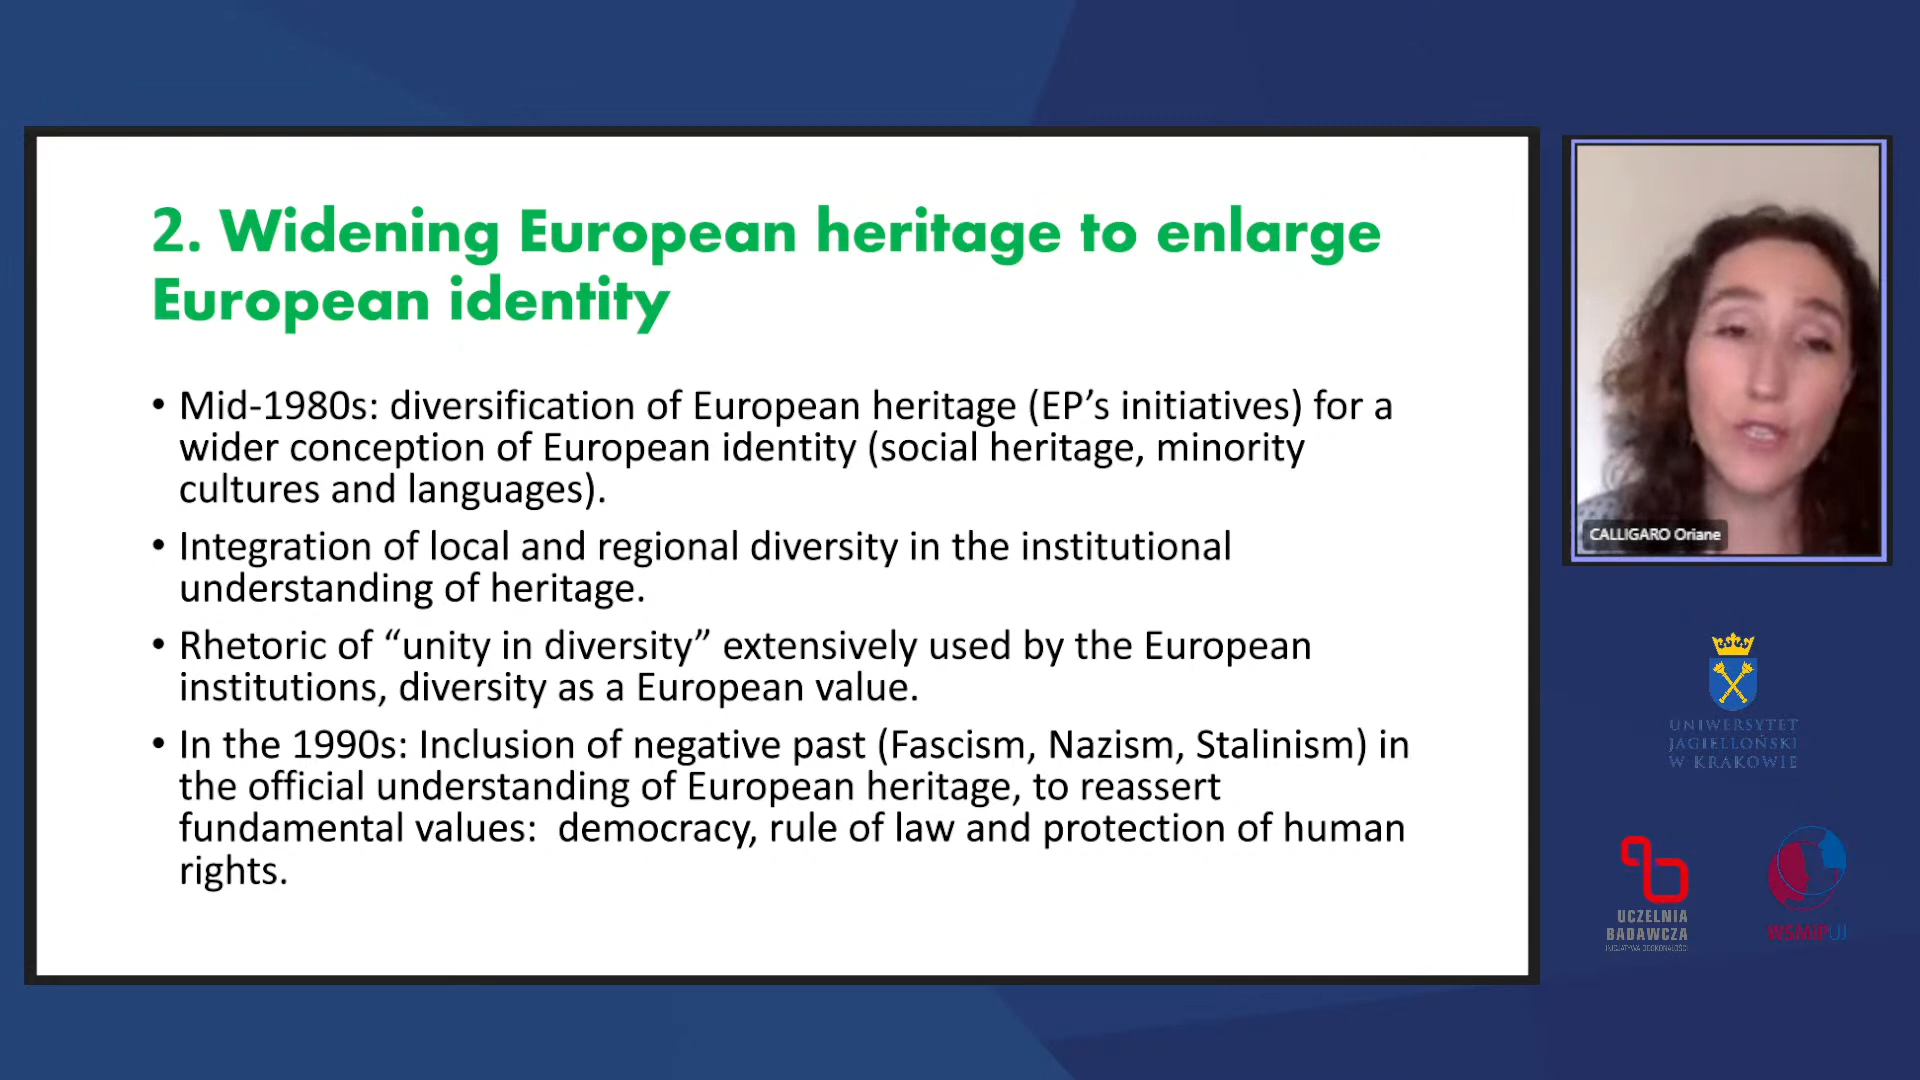 2. Widening European heritage to enlarge
European identity
• Mid-1980s: diversification of European heritage (EP’s initiatives) for a
wider conception of European identity (social heritage, minority
cultures and languages).
• Integration of local and regional diversity in the institutional
understanding of heritage.
• Rhetoric of “unity in diversity” extensively used by the European
institutions, diversity as a European value.
• In the 1990s: Inclusion of negative past (Fascism, Nazism, Stalinism) in
the official understanding of European heritage, to reassert
fundamental values:  democracy, rule of law and protection of human
rights.
CALLIGARO Oriane
UNIWERSYTET
JAGIELLOŃSKI
W KRAKOWIE
UCZELNIA
BADAWCZA
INICJATYWA DOSKONAŁOŚCI
WSMiPUJ